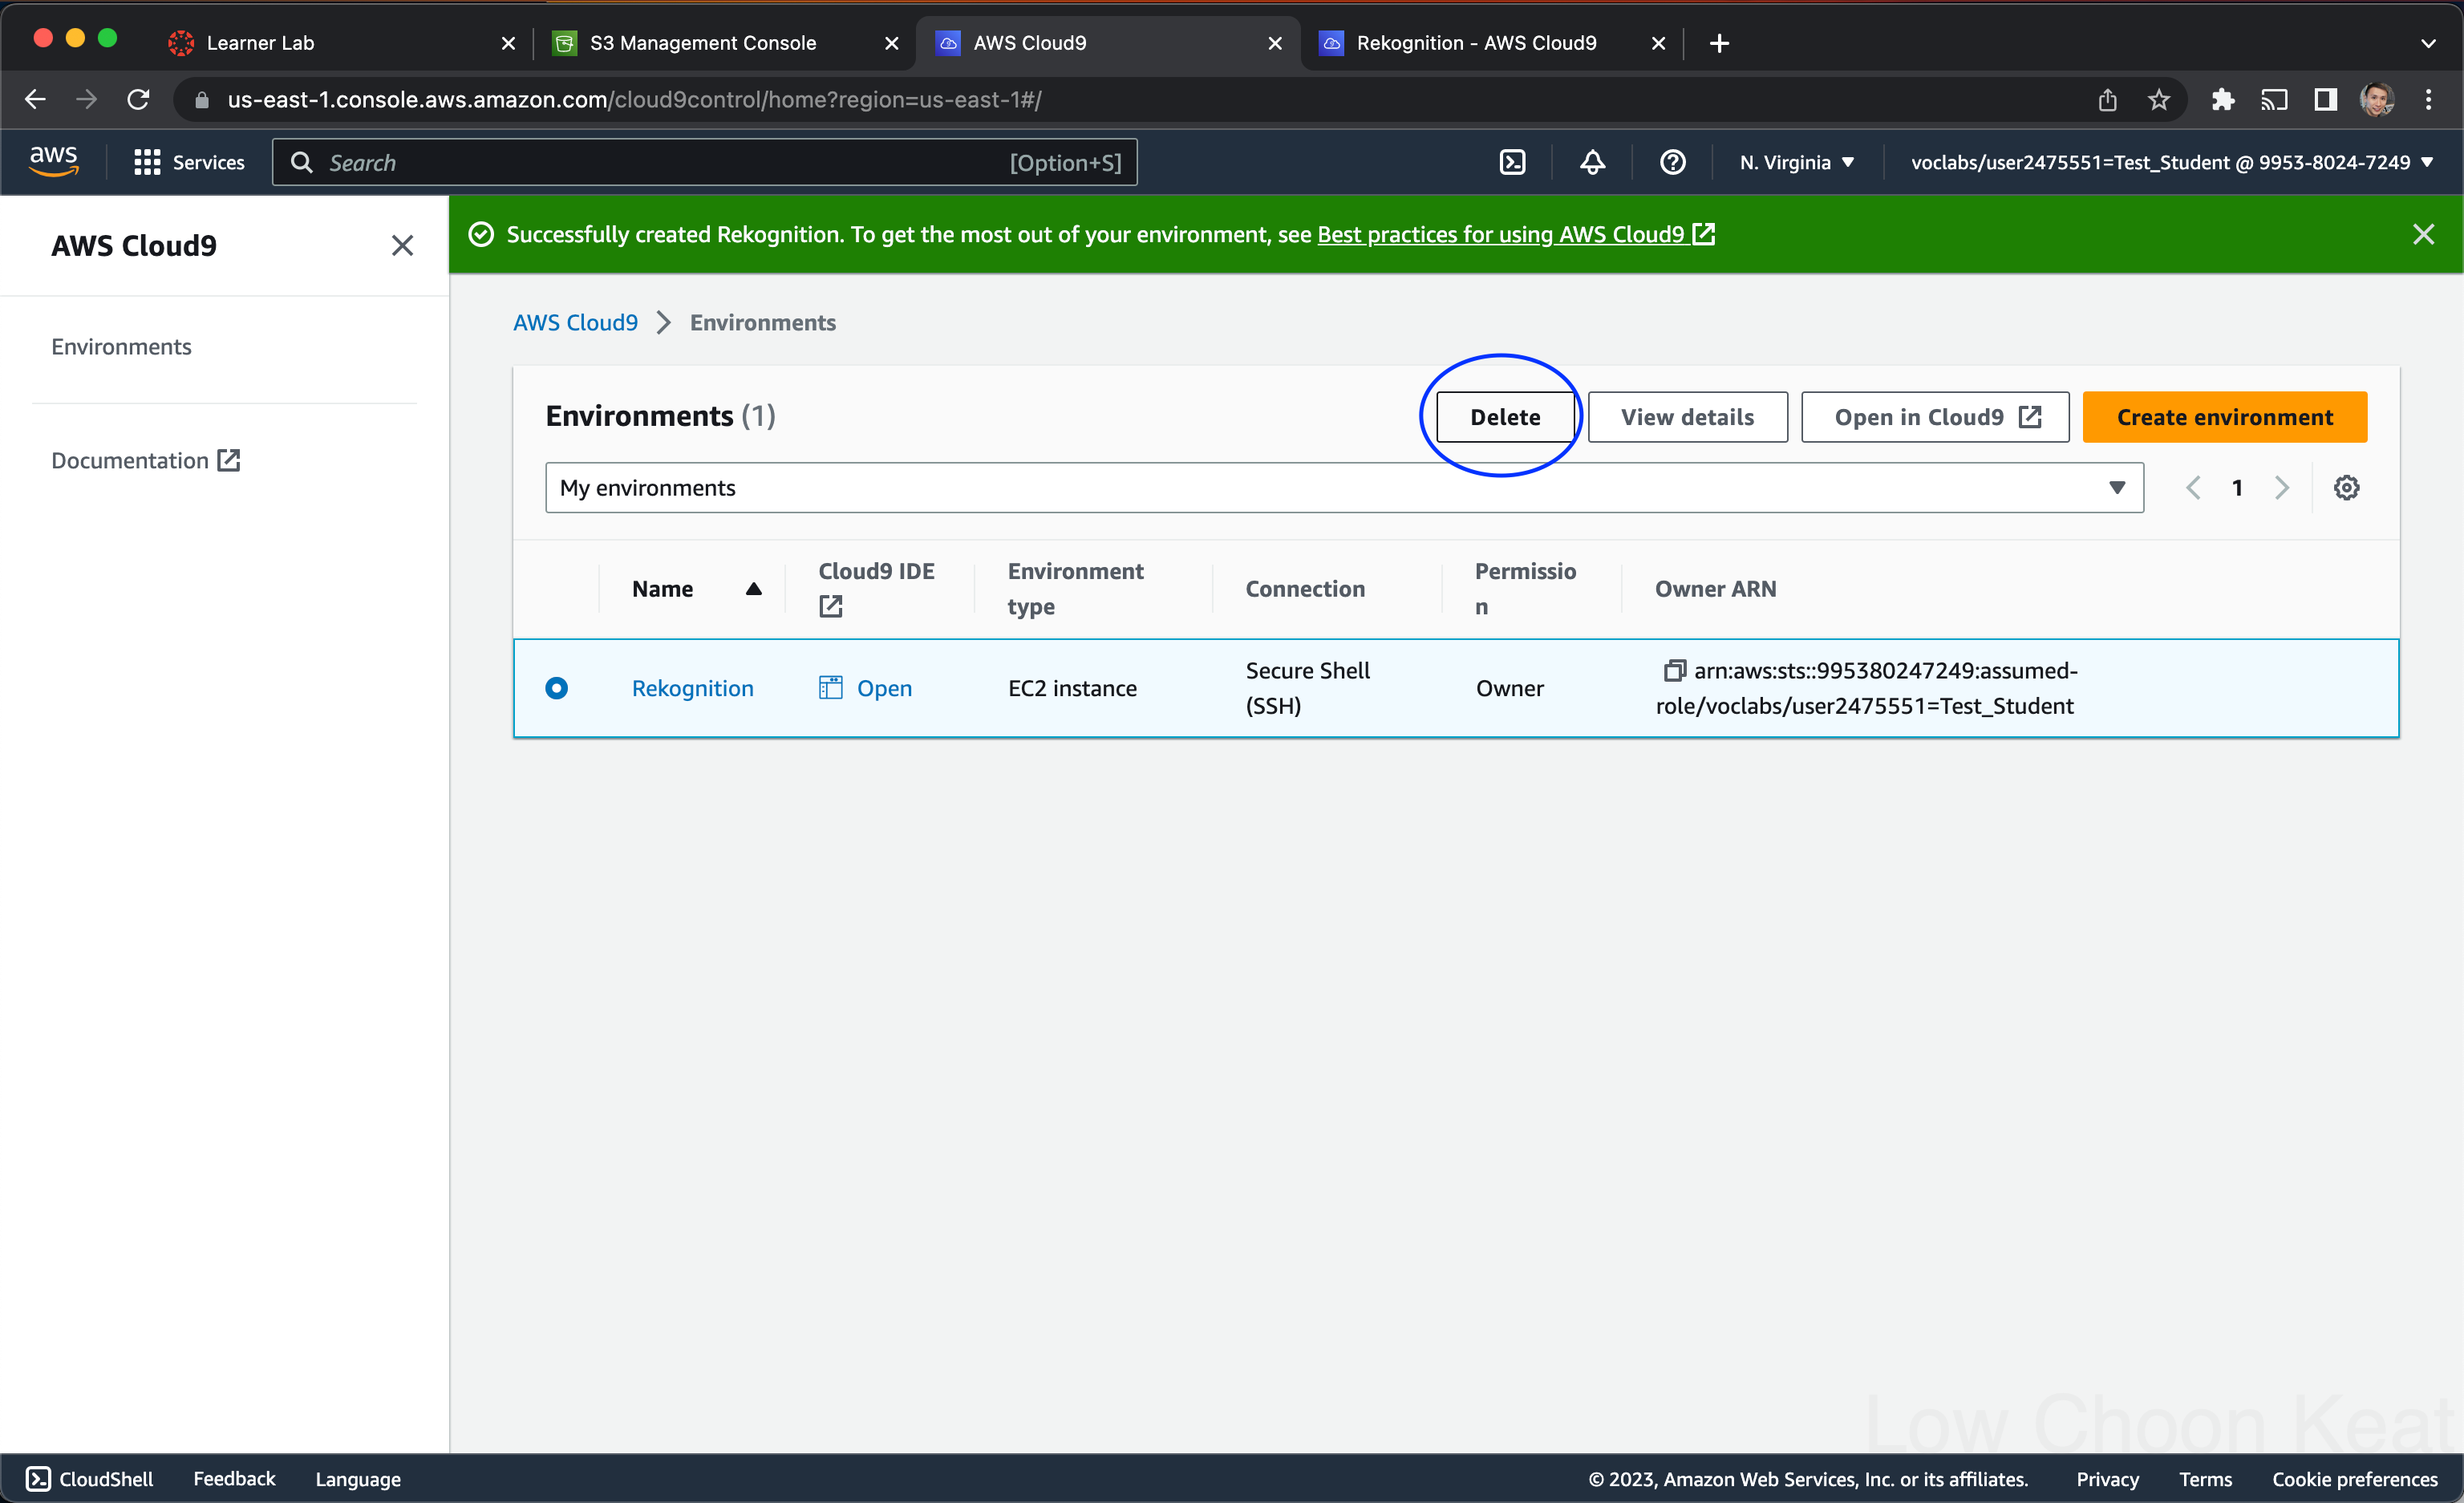 Learner Lab
S3 Management Console
AWS Cloud9
Rekognition - AWS Cloud9
us-east-1.console.aws.amazon.com/cloud9control/home?region=us-east-1#/
aws
Services
Search
[Option+S]
N. Virginia
voclabs/user2475551=Test_Student @ 9953-8024-7249
AWS Cloud9
Environments
Documentation
Successfully created Rekognition. To get the most out of your environment, see Best practices for using AWS Cloud9
AWS Cloud9
Environments
Environments (1)
Delete
View details
Open in Cloud9
Create environment
My environments
1
Name
Cloud9 IDE
Environment
type
Connection
Permissio
n
Owner ARN
Rekognition
Open
EC2 instance
Secure Shell
(SSH)
Owner
arn:aws:sts::995380247249:assumed-
role/voclabs/user2475551=Test_Student
Low Choon Keat
CloudShell
Feedback
Language
© 2023, Amazon Web Services, Inc. or its affiliates.
Privacy
Terms
Cookie preferences